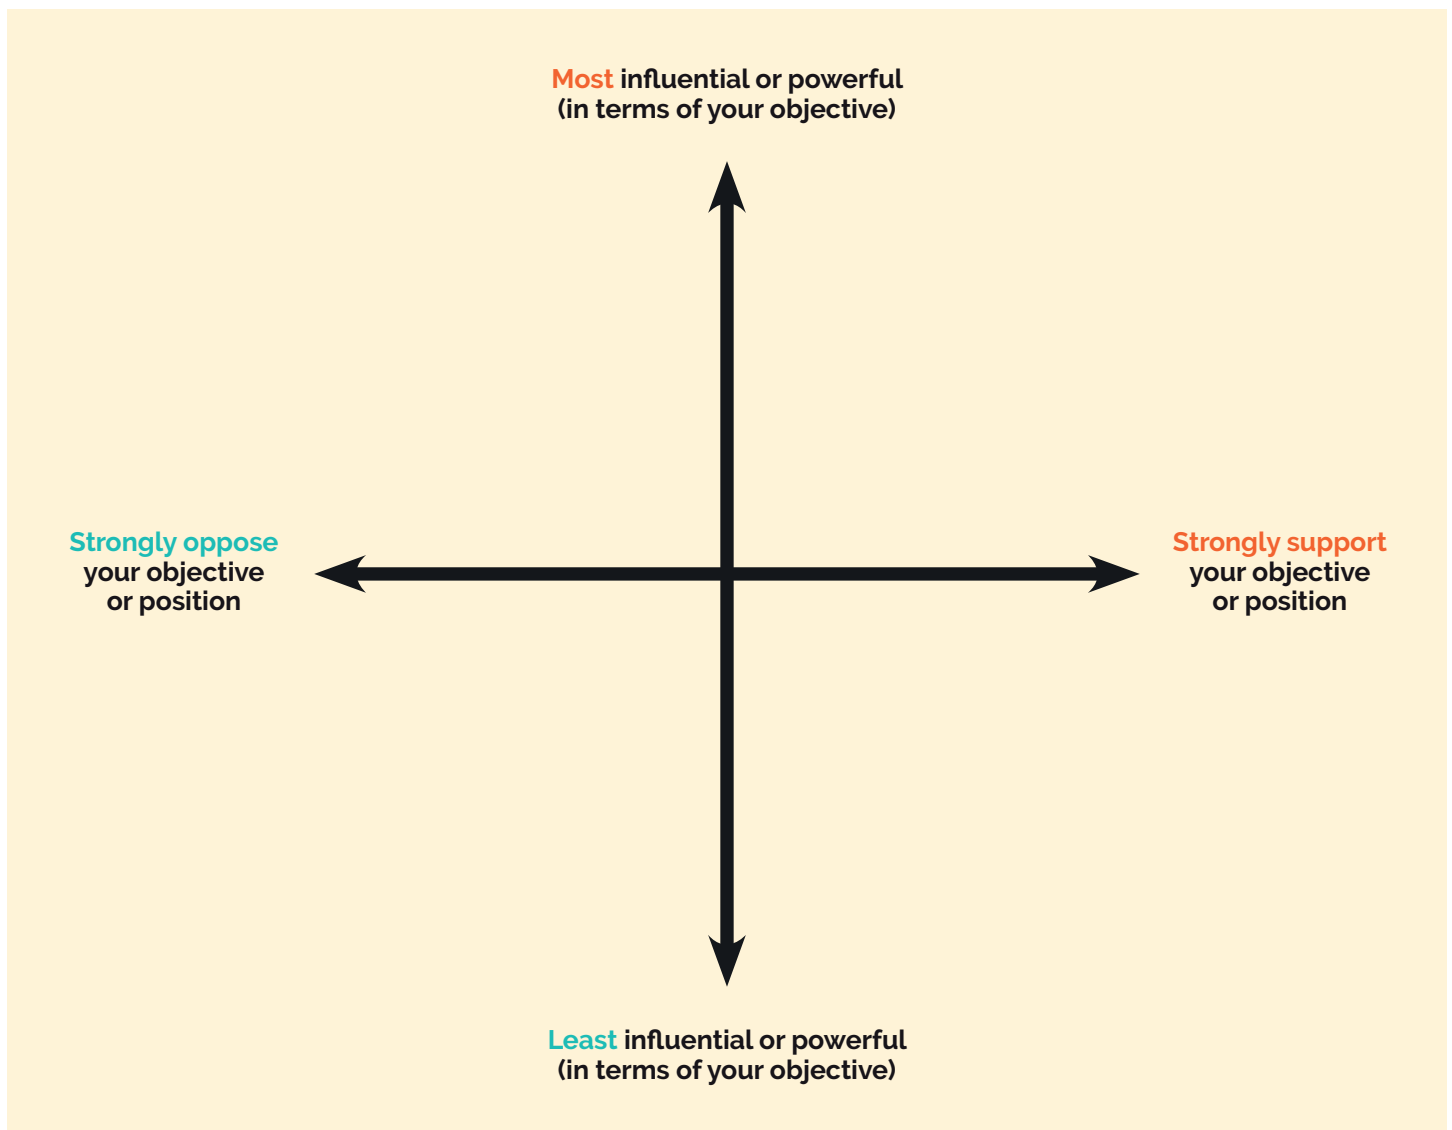 Most influential or powerful
(in terms of your objective)
Strongly oppose
your objective
or position
Strongly support
your objective
or position
Least influential or powerful
(in terms of your objective)